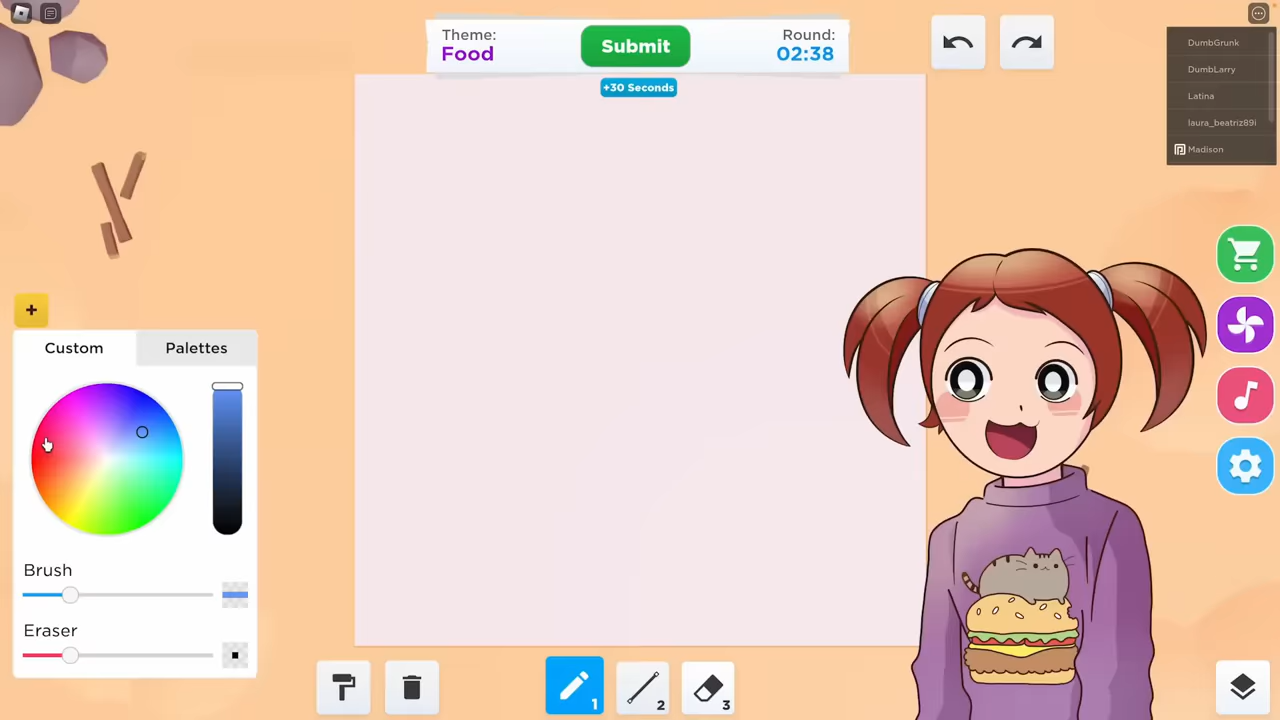 Theme:
Food
Submit
Round:
02:38
+30 Seconds
DumbGrunk
DumbLarry
Latina
laura_beatriz89i
Madison
+
Custom
Palettes
Brush
Eraser
1
2
3